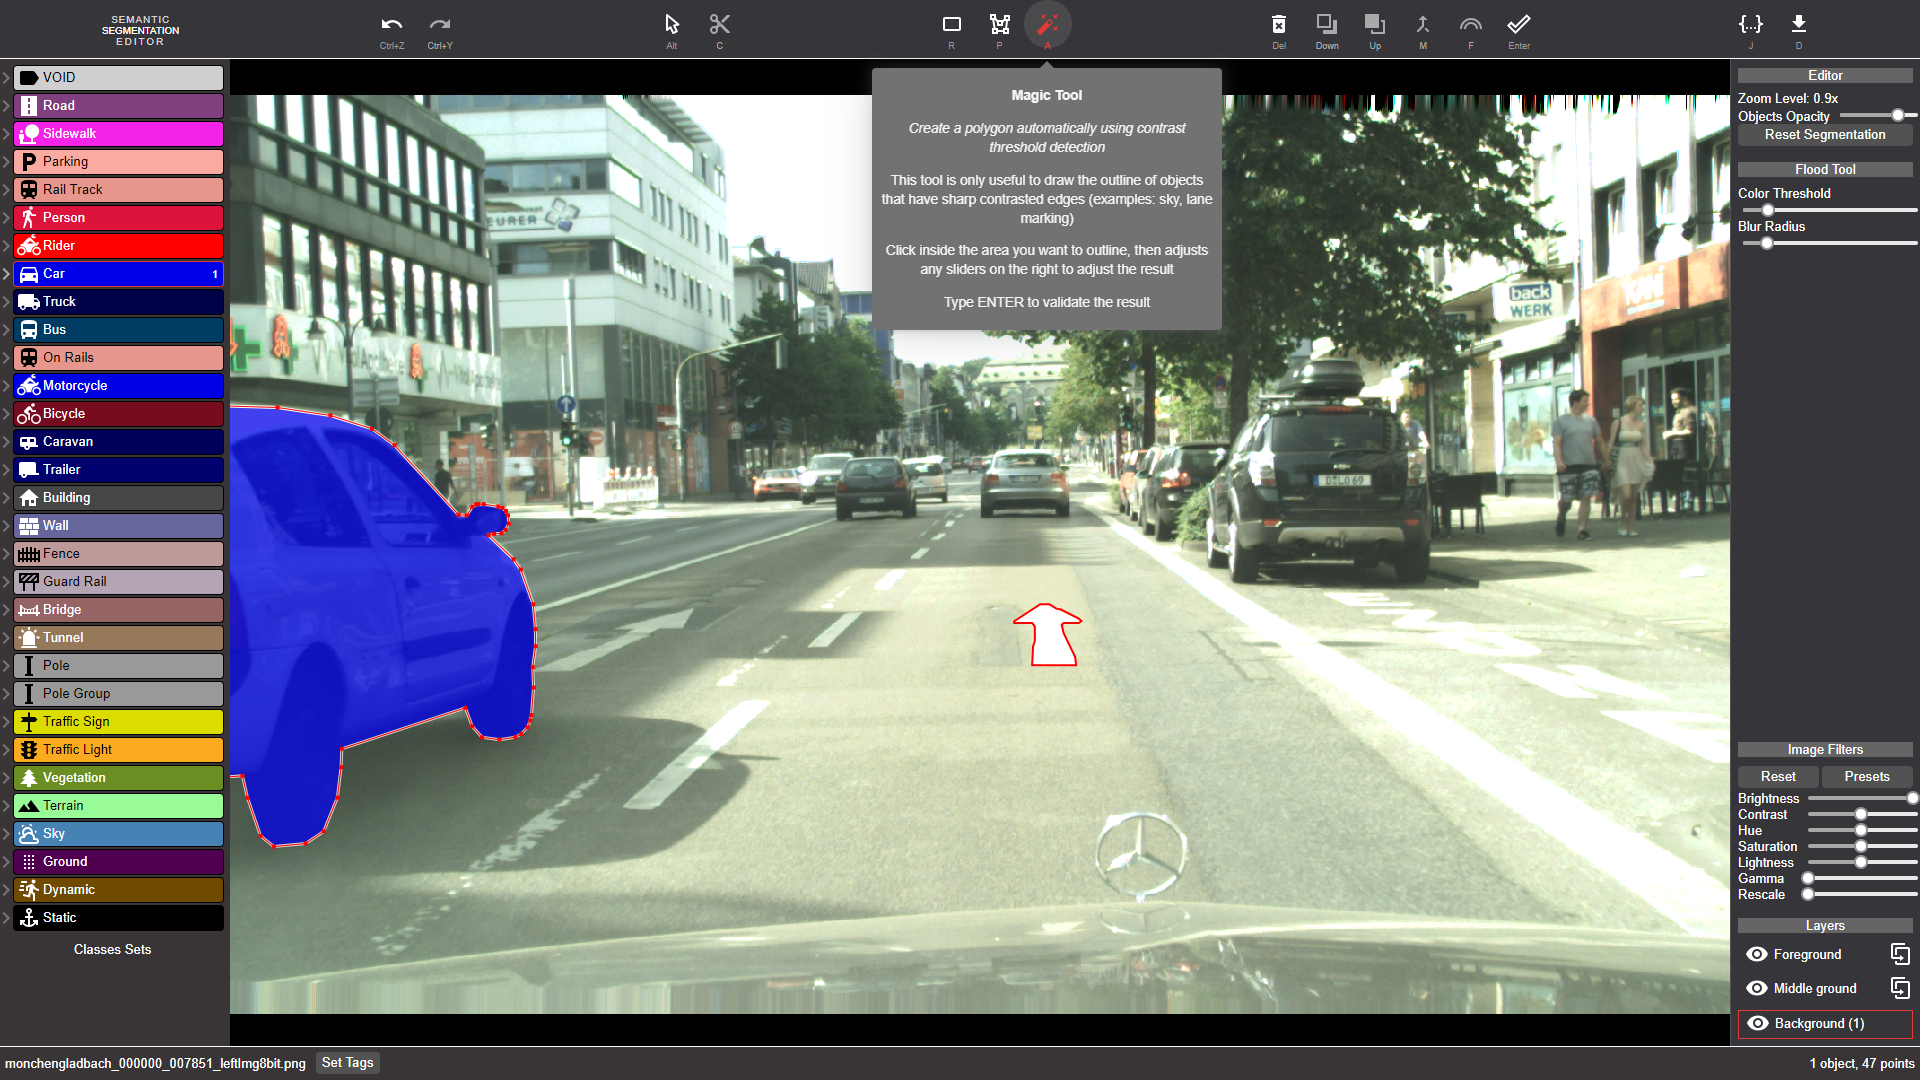 SEMANTIC
SEGMENTATION
EDITOR
Ctrl+Z
Ctrl+Y
Alt
C
R
P
A
Del
Down
Up
M
F
Enter
J
D
VOID
Road
Sidewalk
Parking
Rail Track
Person
Rider
Car 1
Truck
Bus
On Rails
Motorcycle
Bicycle
Caravan
Trailer
Building
Wall
Fence
Guard Rail
Bridge
Tunnel
Pole
Pole Group
Traffic Sign
Traffic Light
Vegetation
Terrain
Sky
Ground
Dynamic
Static
Classes Sets
Magic Tool
Create a polygon automatically using contrast
threshold detection
This tool is only useful to draw the outline of objects
that have sharp contrasted edges (examples: sky, lane
marking)
Click inside the area you want to outline, then adjusts
any sliders on the right to adjust the result
Type ENTER to validate the result
EURER
back
WERK
Editor
Zoom Level: 0.9x
Objects Opacity
Reset Segmentation
Flood Tool
Color Threshold
Blur Radius
Image Filters
Reset
Presets
Brightness
Contrast
Hue
Saturation
Lightness
Gamma
Rescale
Layers
Foreground
Middle ground
Background (1)
monchengladbach_000000_007851_leftImg8bit.png
Set Tags
1 object, 47 points